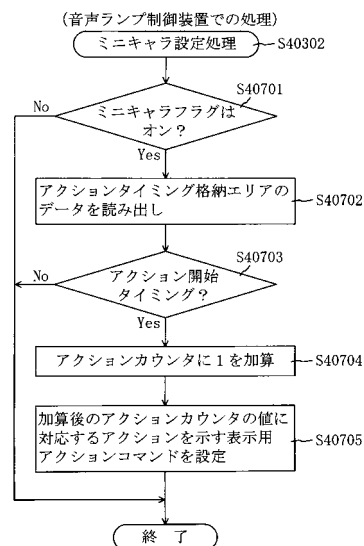 (音声ランプ制御装置での処理)
ミニキャラ設定処理
S40302
S40701
ミニキャラフラグは
オン？
No
Yes
アクションタイミング格納エリアの
データを読み出し
S40702
S40703
アクション開始
タイミング？
No
Yes
アクションカウンタに1を加算
S40704
加算後のアクションカウンタの値に
対応するアクションを示す表示用
アクションコマンドを設定
S40705
終了